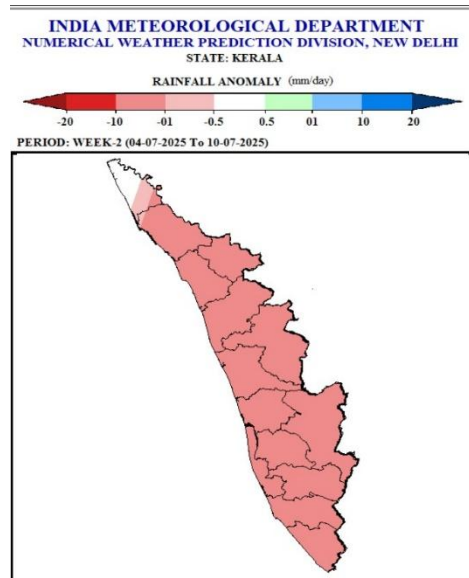 INDIA METEOROLOGICAL DEPARTMENT
NUMERICAL WEATHER PREDICTION DIVISION, NEW DELHI
STATE: KERALA
RAINFALL ANOMALY (mm/day)
-20 -10 -01 -0.5 0.5 01 10 20
PERIOD: WEEK-2 (04-07-2025 To 10-07-2025)